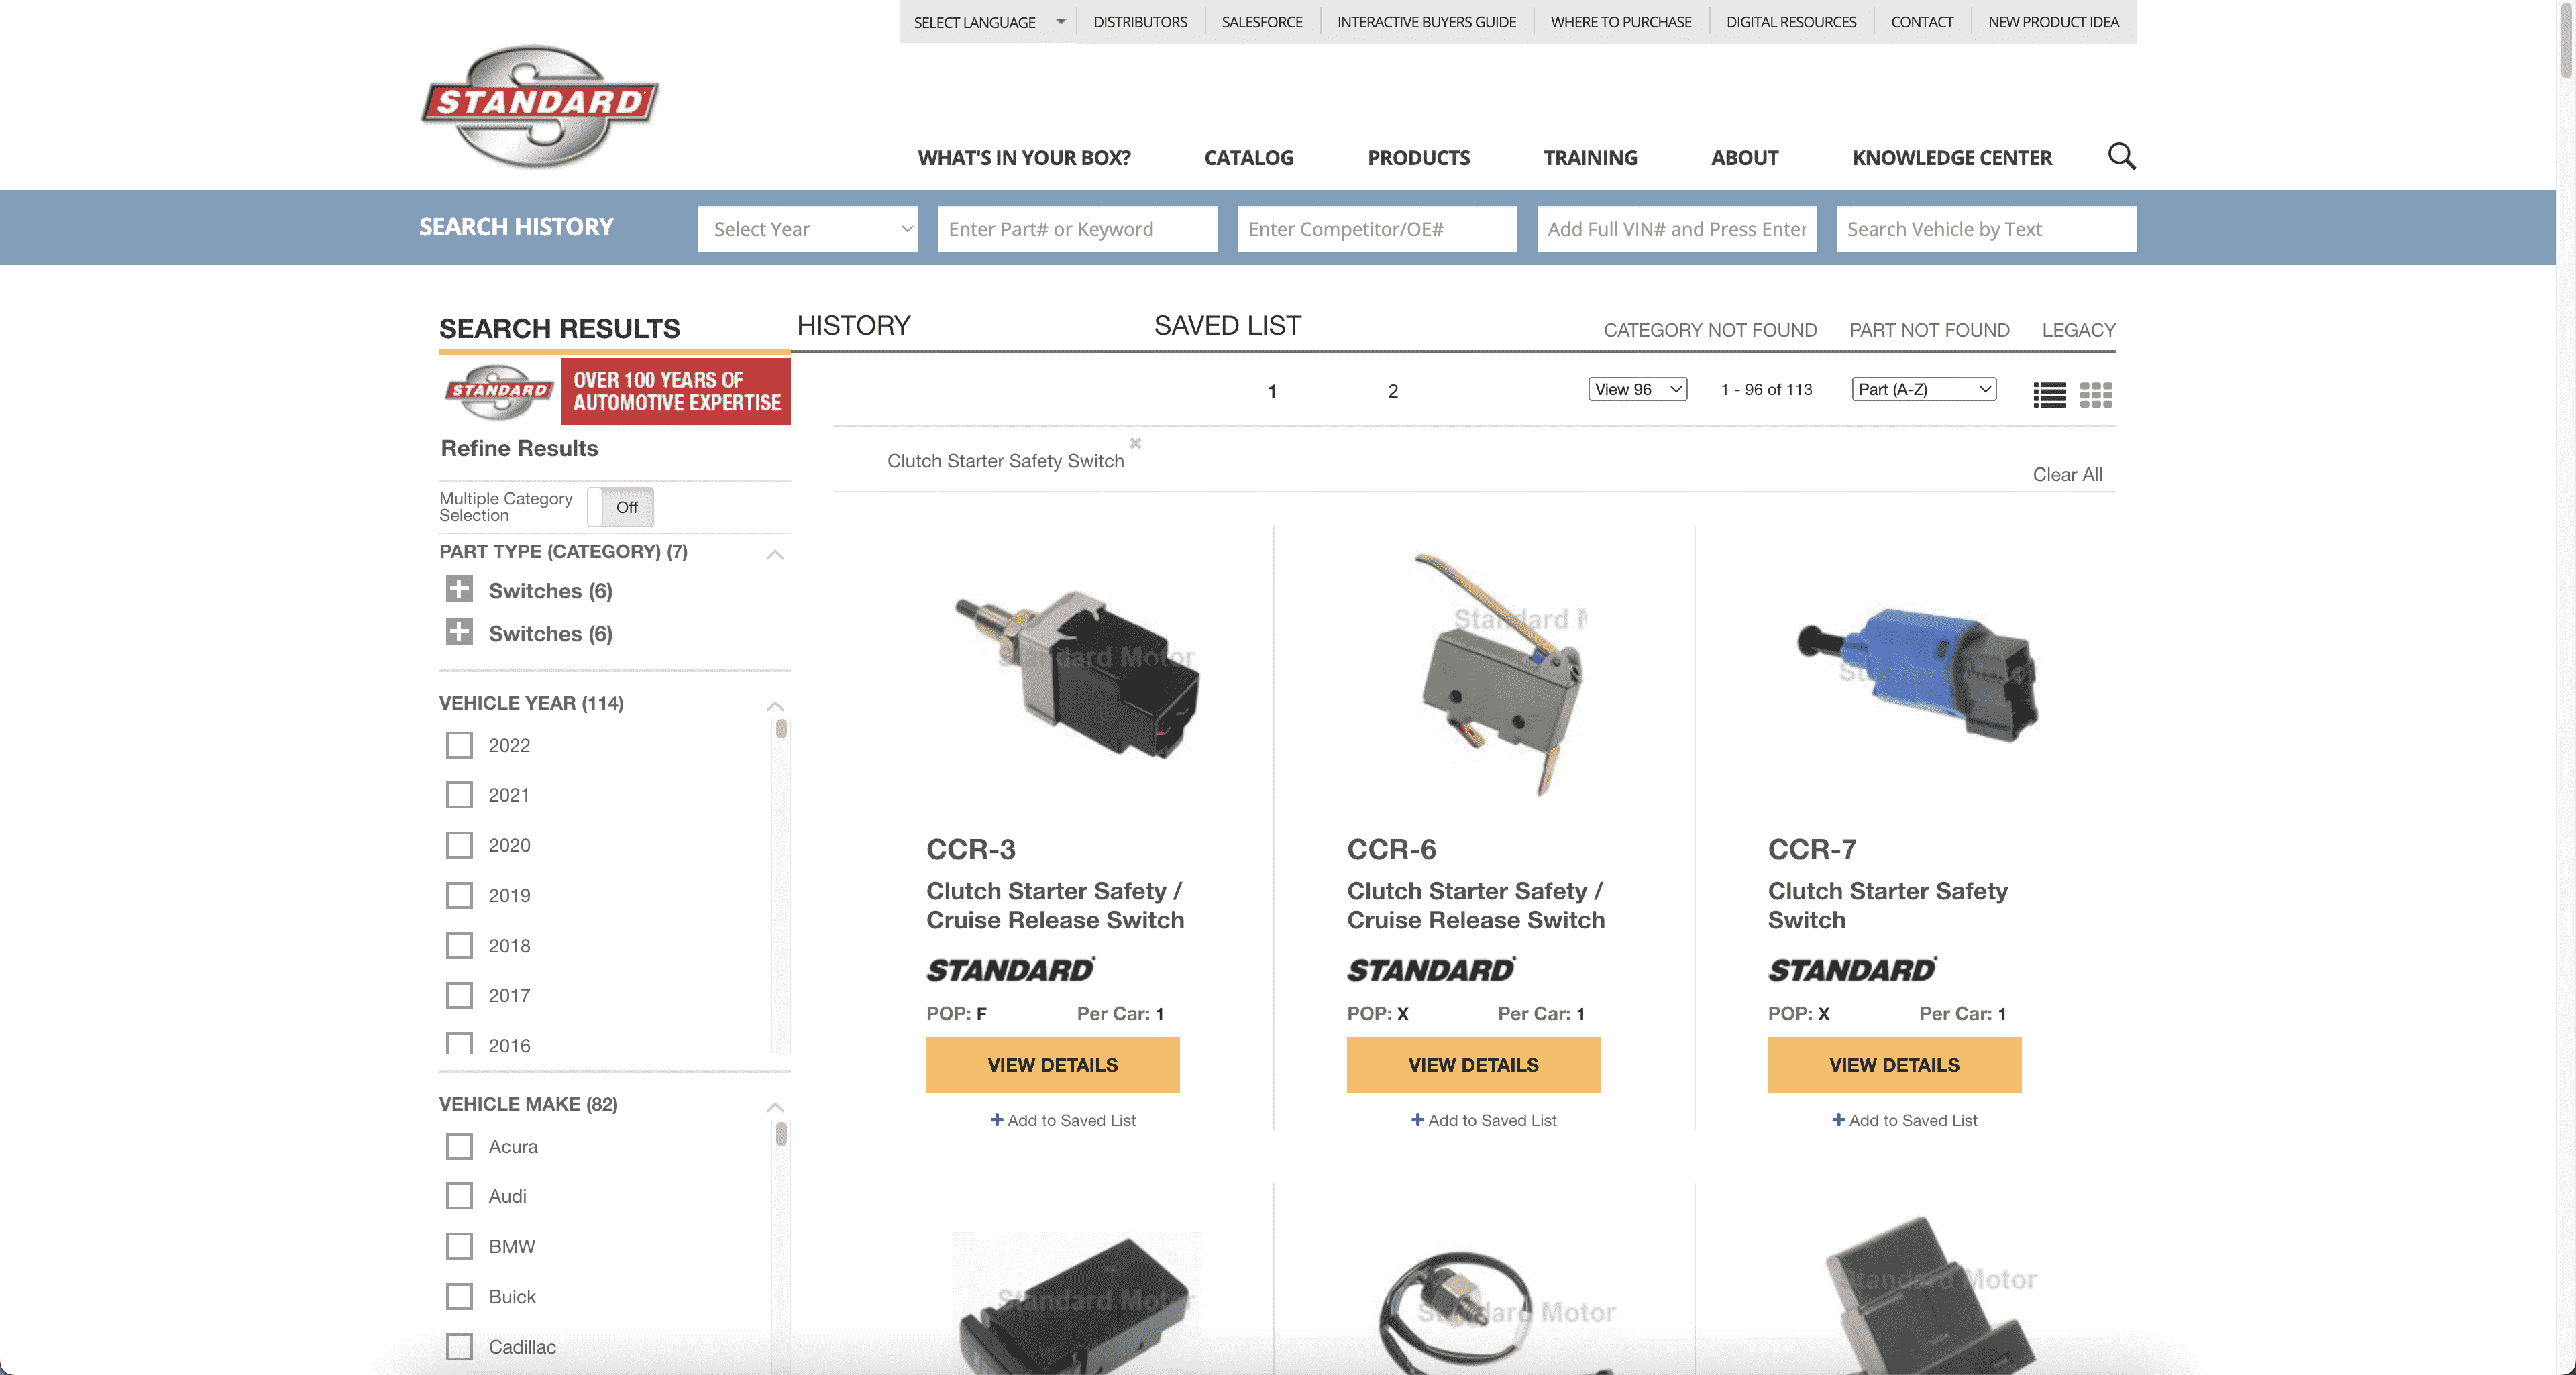 SELECT LANGUAGE
DISTRIBUTORS
SALESFORCE
INTERACTIVE BUYERS GUIDE
WHERE TO PURCHASE
DIGITAL RESOURCES
CONTACT
NEW PRODUCT IDEA
STANDARD
WHAT'S IN YOUR BOX?
CATALOG
PRODUCTS
TRAINING
ABOUT
KNOWLEDGE CENTER
SEARCH HISTORY
Select Year
Enter Part# or Keyword
Enter Competitor/OE#
Add Full VIN# and Press Enter
Search Vehicle by Text
SEARCH RESULTS
HISTORY
SAVED LIST
CATEGORY NOT FOUND
PART NOT FOUND
LEGACY
STANDARD
OVER 100 YEARS OF
AUTOMOTIVE EXPERTISE
1
2
View 96
1 - 96 of 113
Part (A-Z)
Refine Results
Clutch Starter Safety Switch
Clear All
Multiple Category
Selection
Off
PART TYPE (CATEGORY) (7)
Switches (6)
Switches (6)
VEHICLE YEAR (114)
2022
2021
2020
2019
2018
2017
2016
VEHICLE MAKE (82)
Acura
Audi
BMW
Buick
Cadillac
Standard Motor
CCR-3
Clutch Starter Safety /
Cruise Release Switch
STANDARD
POP: F
Per Car: 1
VIEW DETAILS
Add to Saved List
Standard M
CCR-6
Clutch Starter Safety /
Cruise Release Switch
STANDARD
POP: X
Per Car: 1
VIEW DETAILS
Add to Saved List
Standard Motor
CCR-7
Clutch Starter Safety
Switch
STANDARD
POP: X
Per Car: 1
VIEW DETAILS
Add to Saved List
Standard Motor
Standard Motor
Standard Motor